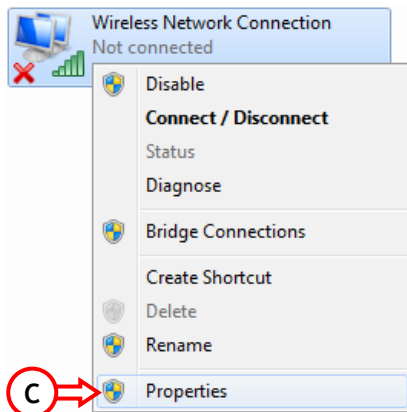 Wireless Network Connection
Not connected
Disable
Connect / Disconnect
Status
Diagnose
Bridge Connections
Create Shortcut
Delete
Rename
C Properties